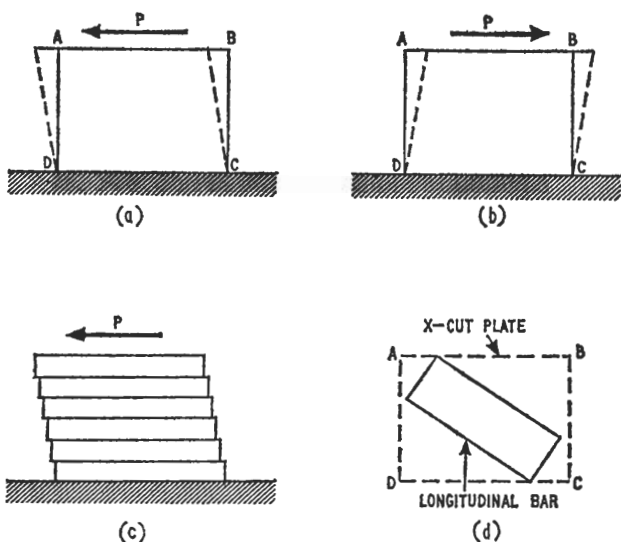 P
A B
D C
(a)
P
A B
D C
(b)
P
(c)
X-CUT PLATE
A B
D C
LONGITUDINAL BAR
(d)